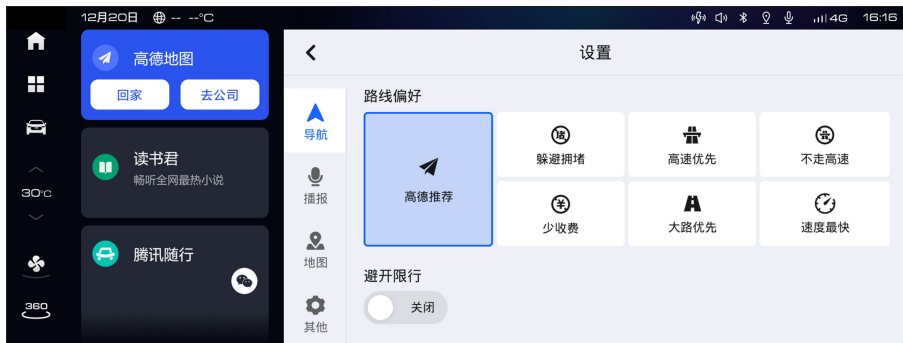 12月20日 -- --°C
4G 16:16
30°C
360
高德地图
回家 去公司
读书君
畅听全网最热小说
腾讯随行
设置
导航
播报
地图
其他
路线偏好
高德推荐
躲避拥堵 高速优先 不走高速
少收费 大路优先 速度最快
避开限行
关闭